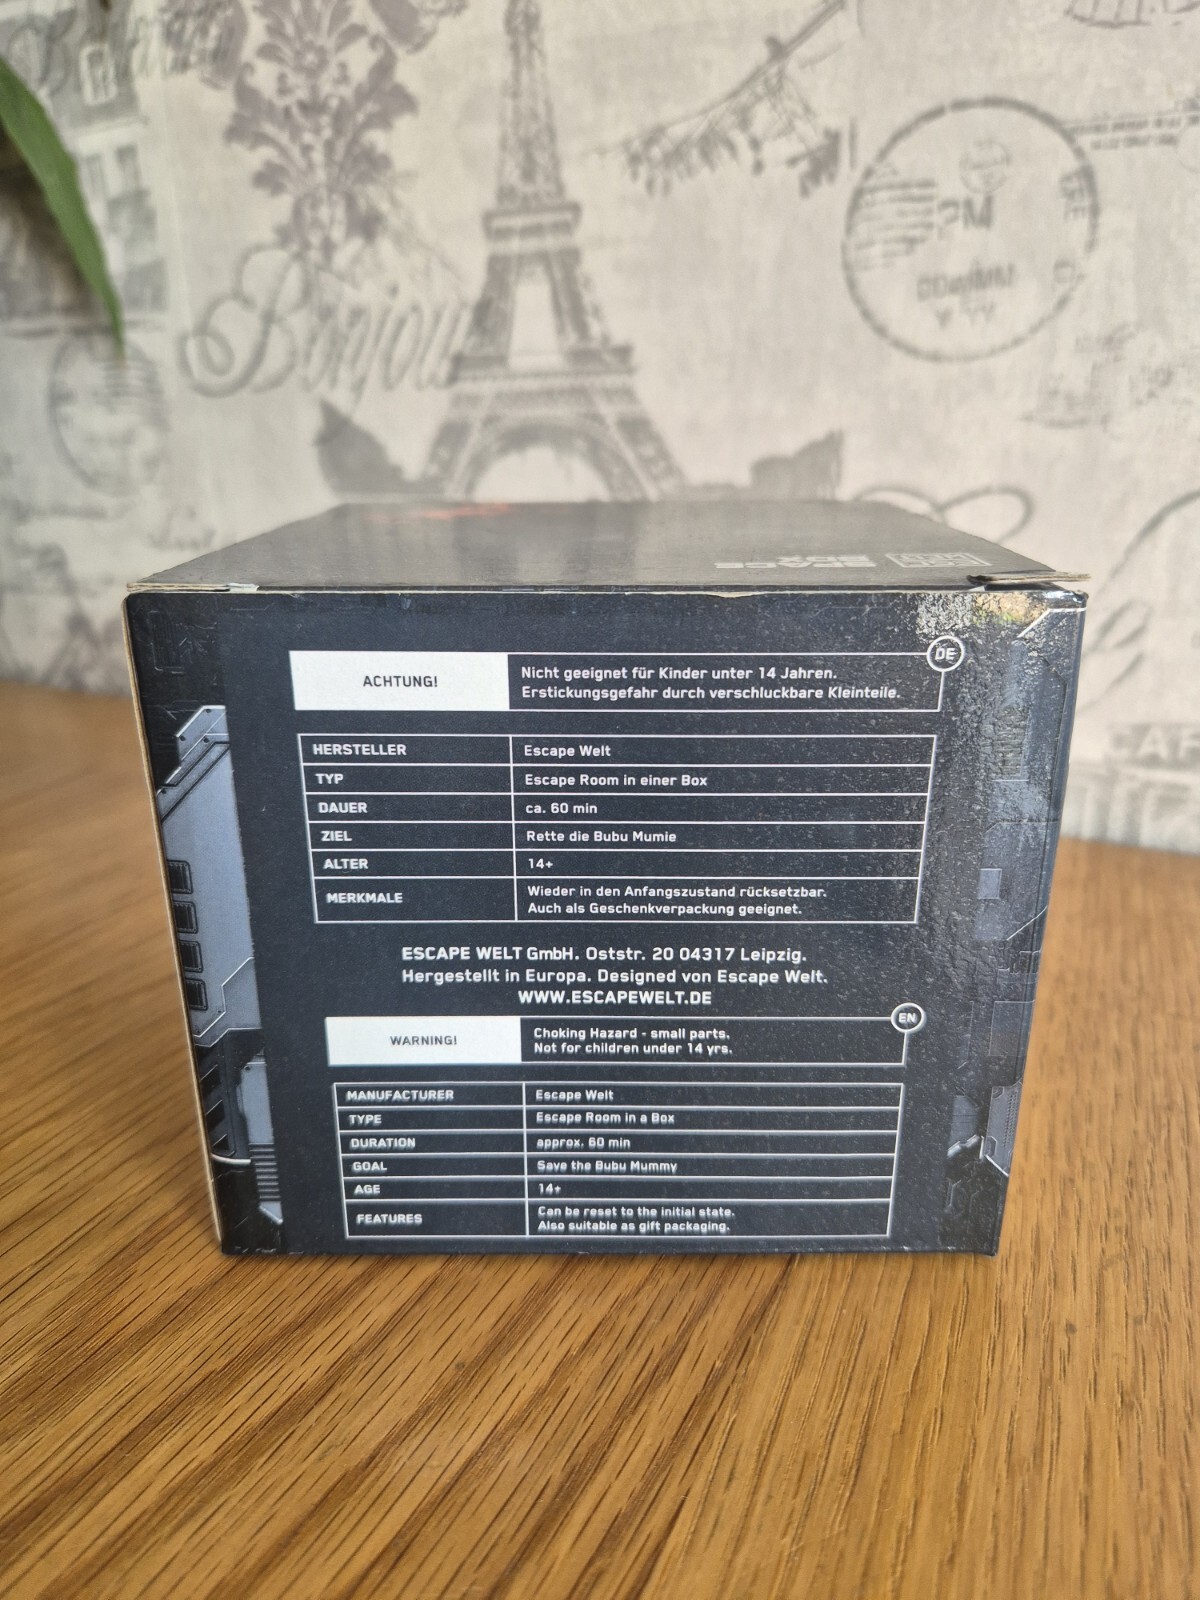 Bonjou
PM
SPACE
BOX
DE
ACHTUNG!
Nicht geeignet für Kinder unter 14 Jahren.
Erstickungsgefahr durch verschluckbare Kleinteile.
HERSTELLER Escape Welt
TYP Escape Room in einer Box
DAUER ca. 60 min
ZIEL Rette die Bubu Mumie
ALTER 14+
MERKMALE Wieder in den Anfangszustand rücksetzbar.
Auch als Geschenkverpackung geeignet.
ESCAPE WELT GmbH. Oststr. 20 04317 Leipzig.
Hergestellt in Europa. Designed von Escape Welt.
WWW.ESCAPEWELT.DE
EN
WARNING!
Choking Hazard - small parts.
Not for children under 14 yrs.
MANUFACTURER Escape Welt
TYPE Escape Room in a Box
DURATION approx. 60 min
GOAL Save the Bubu Mummy
AGE 14+
FEATURES Can be reset to the initial state.
Also suitable as gift packaging.